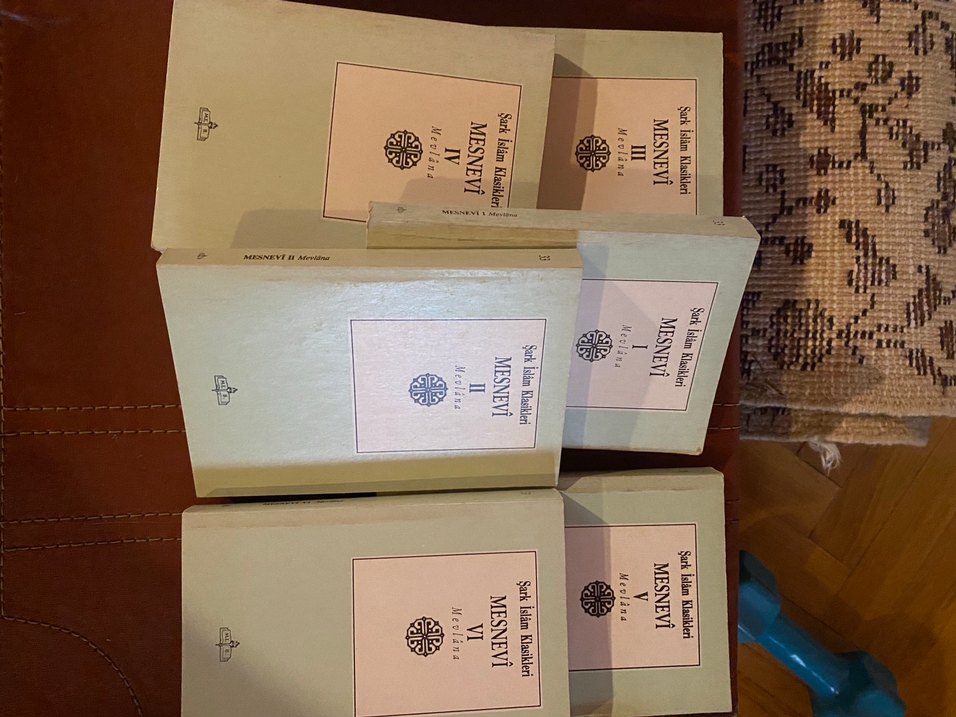 Şark İslâm Klasikleri
MESNEVÎ
IV
Mevlâna
Şark İslâm Klasikleri
MESNEVÎ
III
Mevlâna
MESNEVÎ I Mevlâna
33
Şark İslâm Klasikleri
MESNEVÎ
I
Mevlâna
MESNEVÎ II Mevlâna
33
Şark İslâm Klasikleri
MESNEVÎ
II
Mevlâna
Şark İslâm Klasikleri
MESNEVÎ
VI
Mevlâna
Şark İslâm Klasikleri
MESNEVÎ
V
Mevlâna